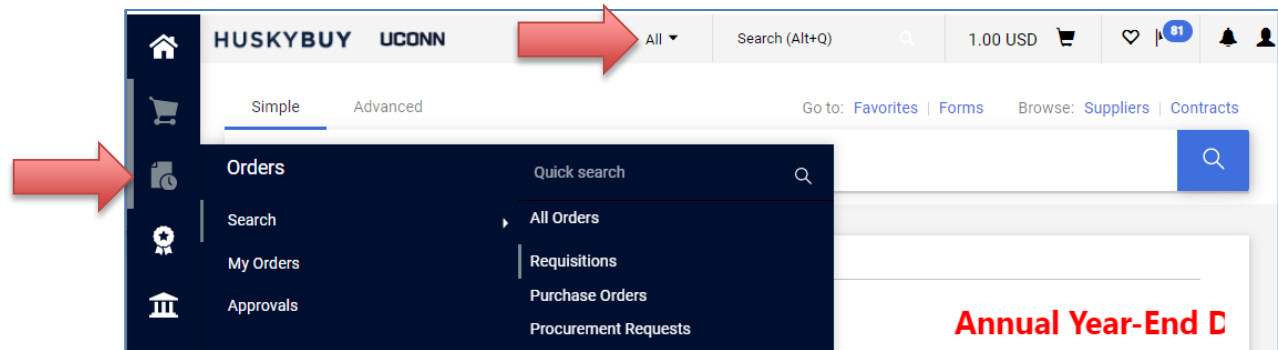 HUSKYBUY UCONN All Search (Alt+Q) 1.00 USD 81
Simple Advanced Go to: Favorites | Forms Browse: Suppliers | Contracts
Orders Quick search
Search All Orders
My Orders Requisitions
Approvals Purchase Orders
Procurement Requests
Annual Year-End